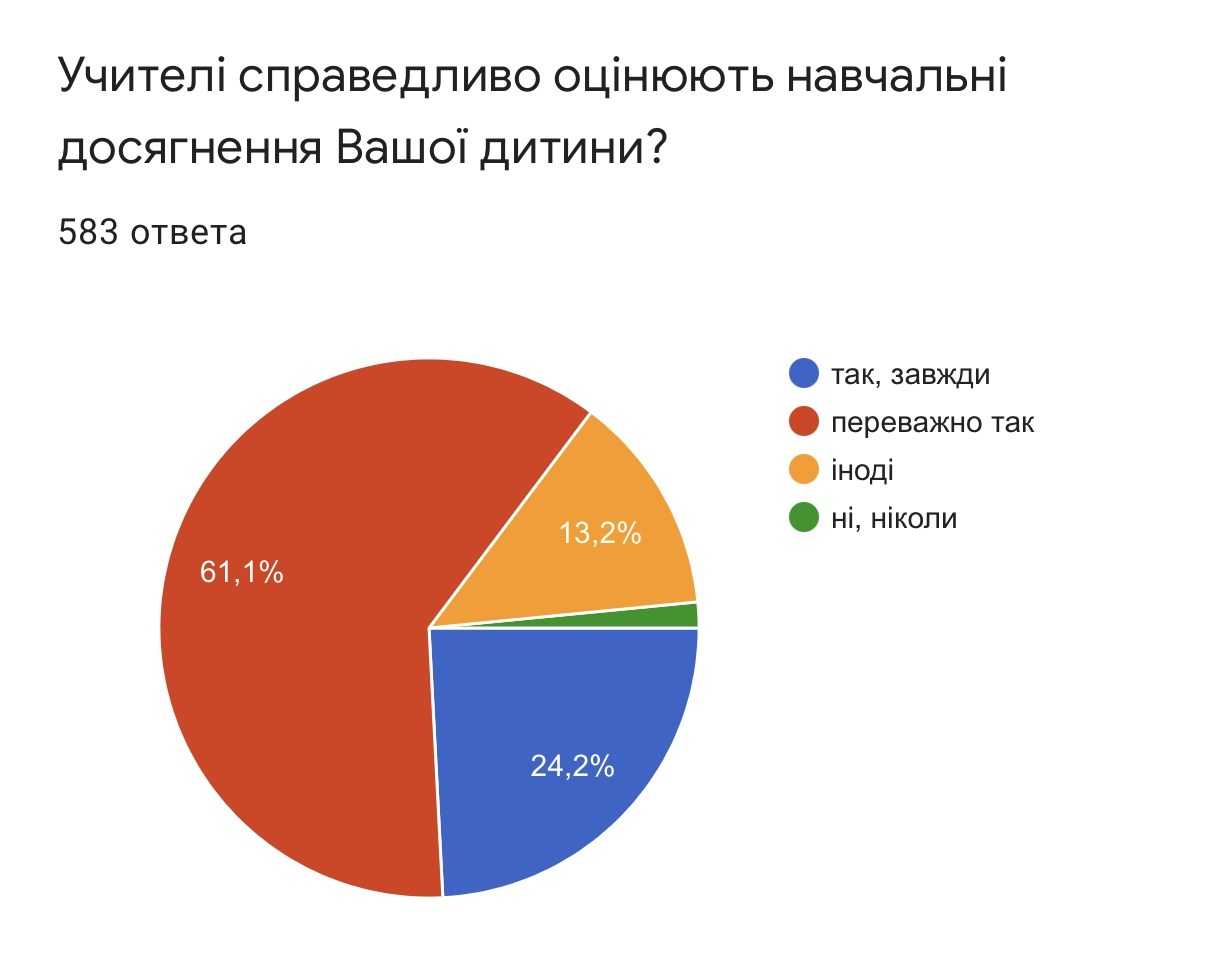 Учителі справедливо оцінюють навчальні
досягнення Вашої дитини?
583 ответа
так, завжди
переважно так
іноді
ні, ніколи
13,2%
61,1%
24,2%